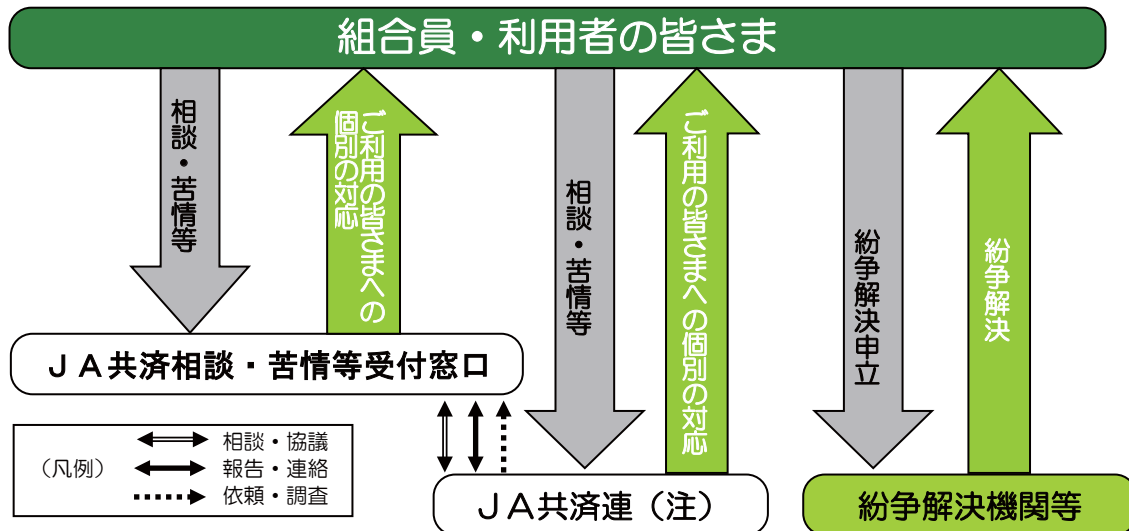 組合員・利用者の皆さま
相談・苦情等
ご利用の皆さまへの
個別の対応
相談・苦情等
ご利用の皆さまへの個別の対応
紛争解決申立
紛争解決
ＪＡ共済相談・苦情等受付窓口
（凡例）
相談・協議
報告・連絡
依頼・調査
ＪＡ共済連（注）
紛争解決機関等